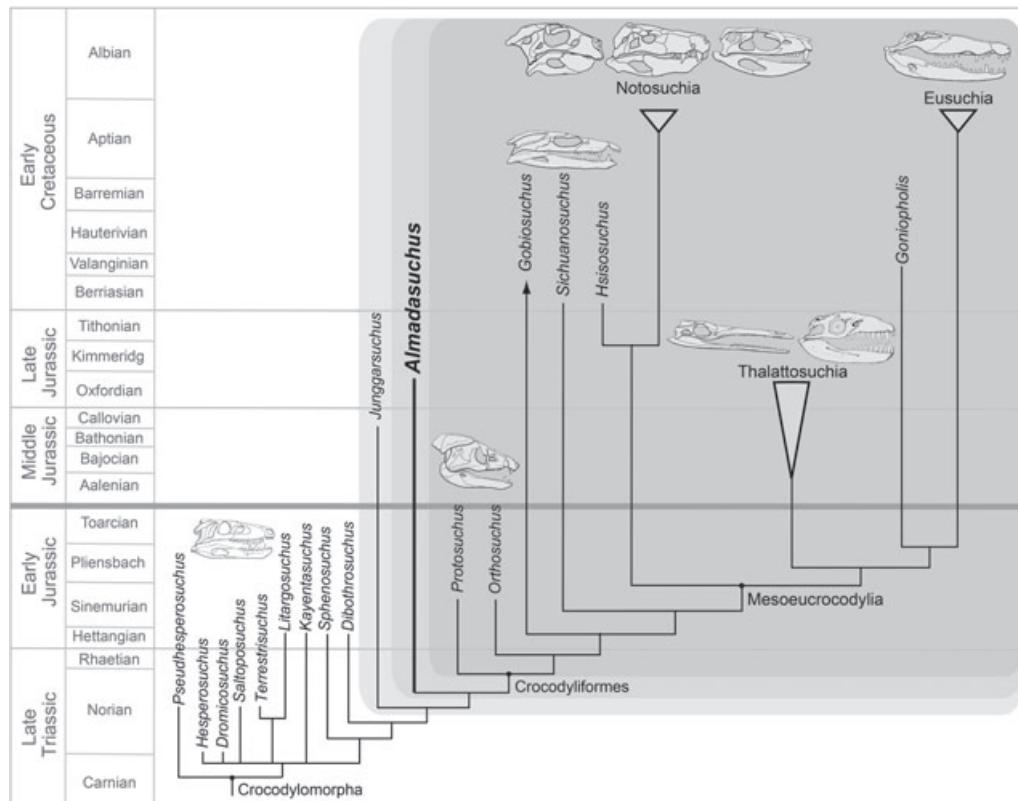 Early
Cretaceous
Albian
Aptian
Barremian
Hauterivian
Valanginian
Berriasian
Late
Jurassic
Tithonian
Kimmeridg
Oxfordian
Middle
Jurassic
Callovian
Bathonian
Bajocian
Aalenian
Early
Jurassic
Toarcian
Pliensbach
Sinemurian
Hettangian
Late
Triassic
Rhaetian
Norian
Carnian
Pseudhesperosuchus
Hesperosuchus
Dromicosuchus
Saltoposuchus
Terrestrisuchus
Litargosuchus
Kayentasuchus
Sphenosuchus
Dibothrosuchus
Junggarsuchus
Almadasuchus
Protosuchus
Orthosuchus
Gobiosuchus
Sichuanosuchus
Hsisosuchus
Notosuchia
Thalattosuchia
Goniopholis
Eusuchia
Mesoeucrocodylia
Crocodyliformes
Crocodylomorpha